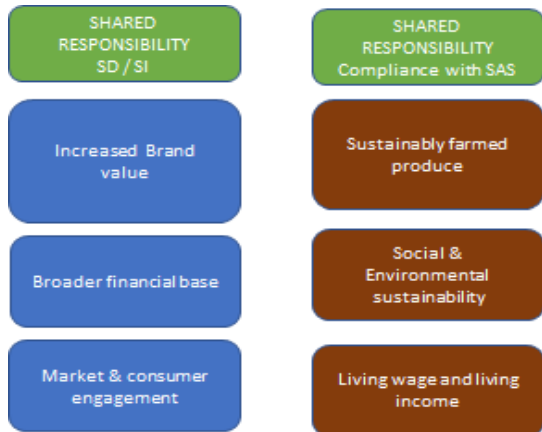 SHARED
RESPONSIBILITY
SD / SI
Increased Brand
value
Broader financial base
Market & consumer
engagement
SHARED
RESPONSIBILITY
Compliance with SAS
Sustainably farmed
produce
Social &
Environmental
sustainability
Living wage and living
income